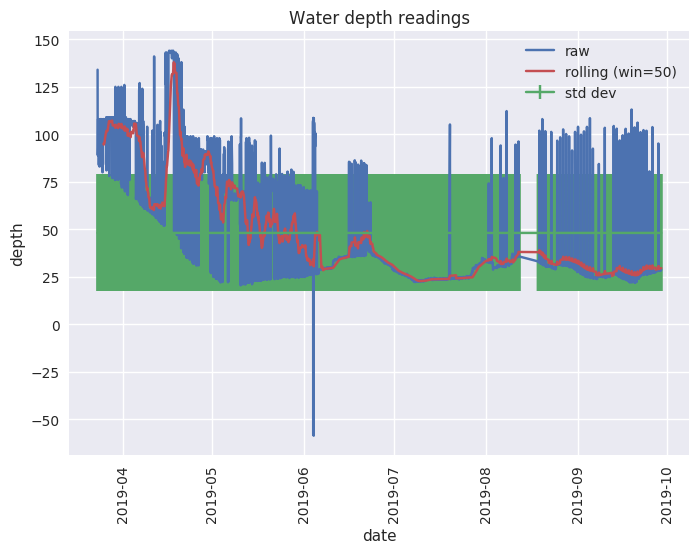 Water depth readings
raw
rolling (win=50)
std dev
150
125
100
75
50
25
0
−25
−50
depth
2019-04
2019-05
2019-06
2019-07
2019-08
2019-09
2019-10
date